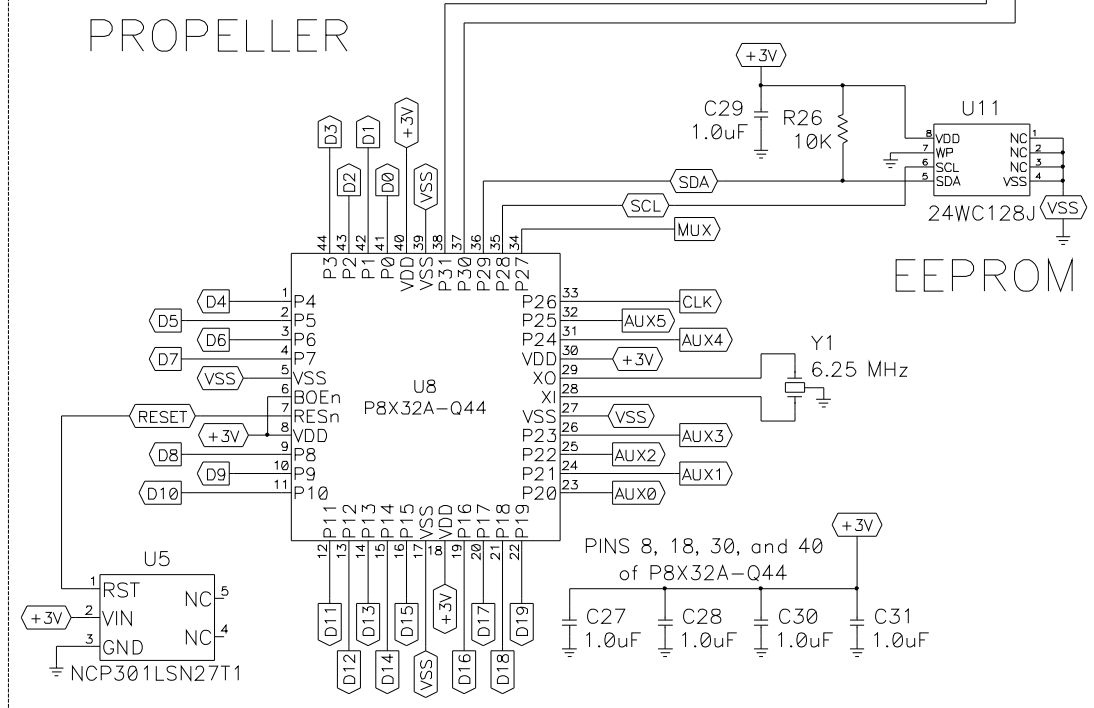 PROPELLER
+3V
C29
1.0uF
R26
10K
U11
8 VDD NC 1
7 WP NC 2
6 SCL NC 3
5 SDA VSS 4
24WC128J
VSS
EEPROM
SDA
SCL
MUX
D3 D2 D1 D0 +3V VSS
44 43 42 41 40 39 38 37 36 35 34
P3 P2 P1 P0 VDD VSS P31 P30 P29 P28 P27
D4 1 P4
D5 2 P5
D6 3 P6
D7 4 P7
VSS 5 VSS
6 BOEn
RESET 7 RESn
+3V 8 VDD
D8 9 P8
D9 10 P9
D10 11 P10
U8
P8X32A-Q44
P26 33 CLK
P25 32 AUX5
P24 31 AUX4
VDD 30 +3V
XO 29
XI 28
VSS 27 VSS
P23 26 AUX3
P22 25 AUX2
P21 24 AUX1
P20 23 AUX0
Y1
6.25 MHz
P11 P12 P13 P14 P15 VSS VDD P16 P17 P18 P19
12 13 14 15 16 17 18 19 20 21 22
D11 D12 D13 D14 D15 VSS +3V D16 D17 D18 D19
U5
1 RST NC 5
+3V 2 VIN
NC 4
3 GND
NCP301LSN27T1
+3V
PINS 8, 18, 30, and 40
of P8X32A-Q44
C27 C28 C30 C31
1.0uF 1.0uF 1.0uF 1.0uF